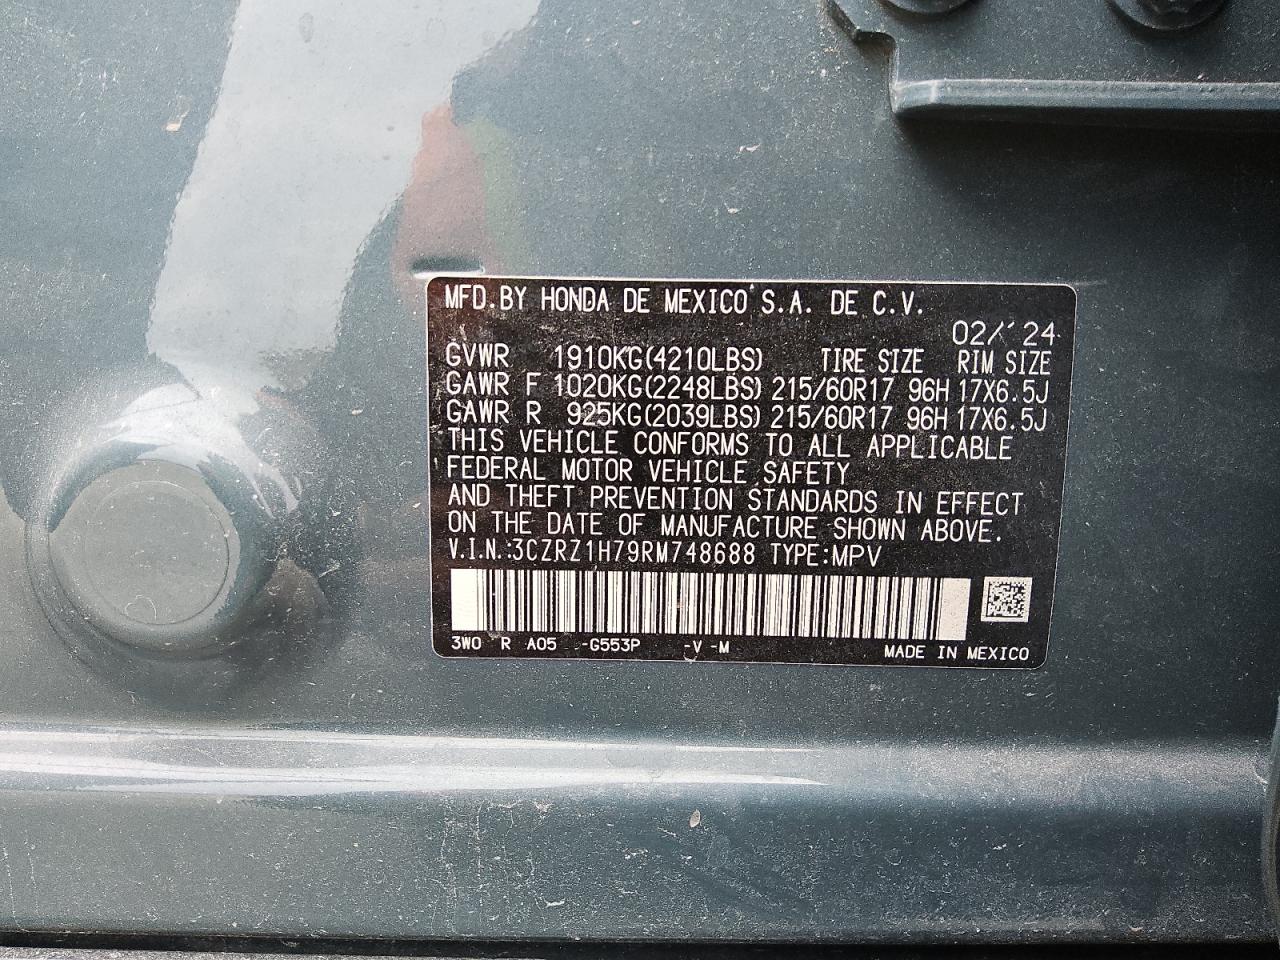 MFD.BY HONDA DE MEXICO S.A. DE C.V.
02/'24
GVWR 1910KG(4210LBS) TIRE SIZE RIM SIZE
GAWR F 1020KG(2248LBS) 215/60R17 96H 17X6.5J
GAWR R 925KG(2039LBS) 215/60R17 96H 17X6.5J
THIS VEHICLE CONFORMS TO ALL APPLICABLE
FEDERAL MOTOR VEHICLE SAFETY
AND THEFT PREVENTION STANDARDS IN EFFECT
ON THE DATE OF MANUFACTURE SHOWN ABOVE.
V.I.N.:3CZRZ1H79RM748688 TYPE:MPV
3W0 R A05 -G553P -V -M MADE IN MEXICO